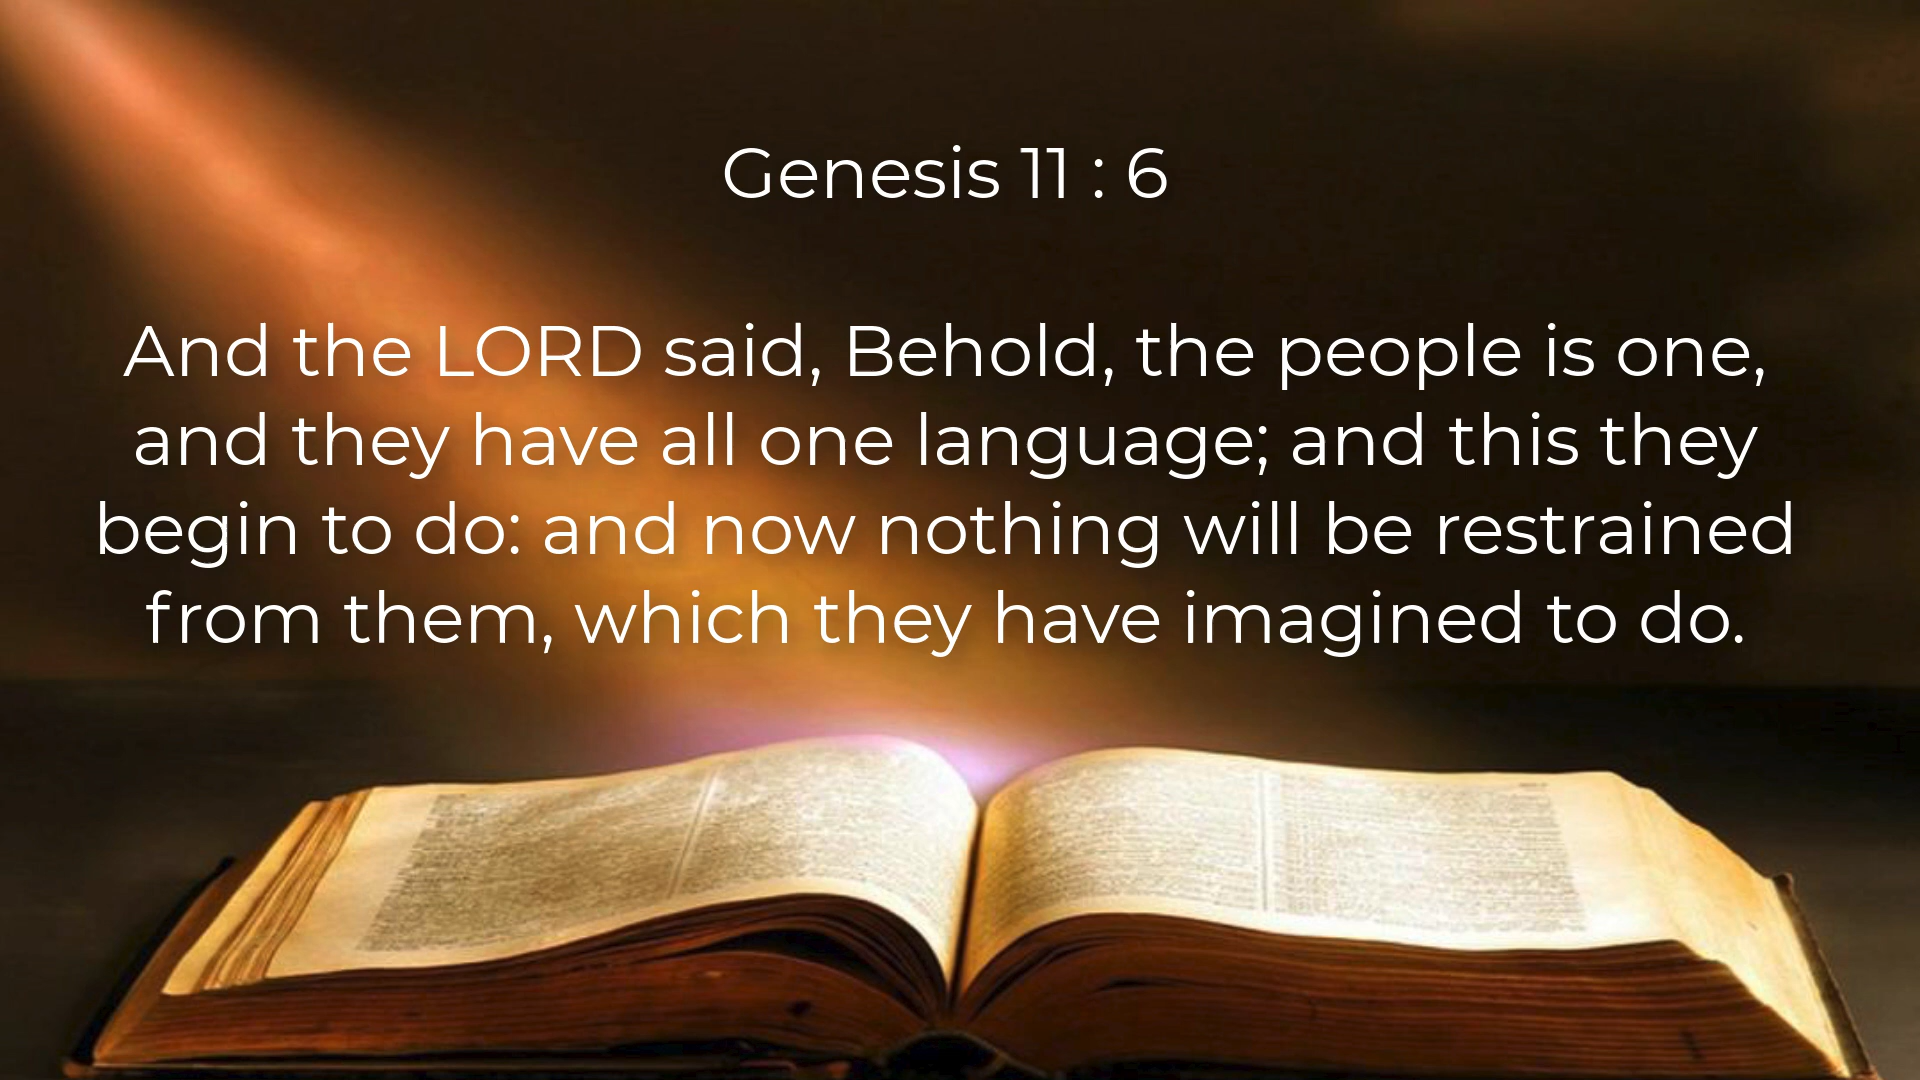 Genesis 11 : 6
And the LORD said, Behold, the people is one,
and they have all one language; and this they
begin to do: and now nothing will be restrained
from them, which they have imagined to do.